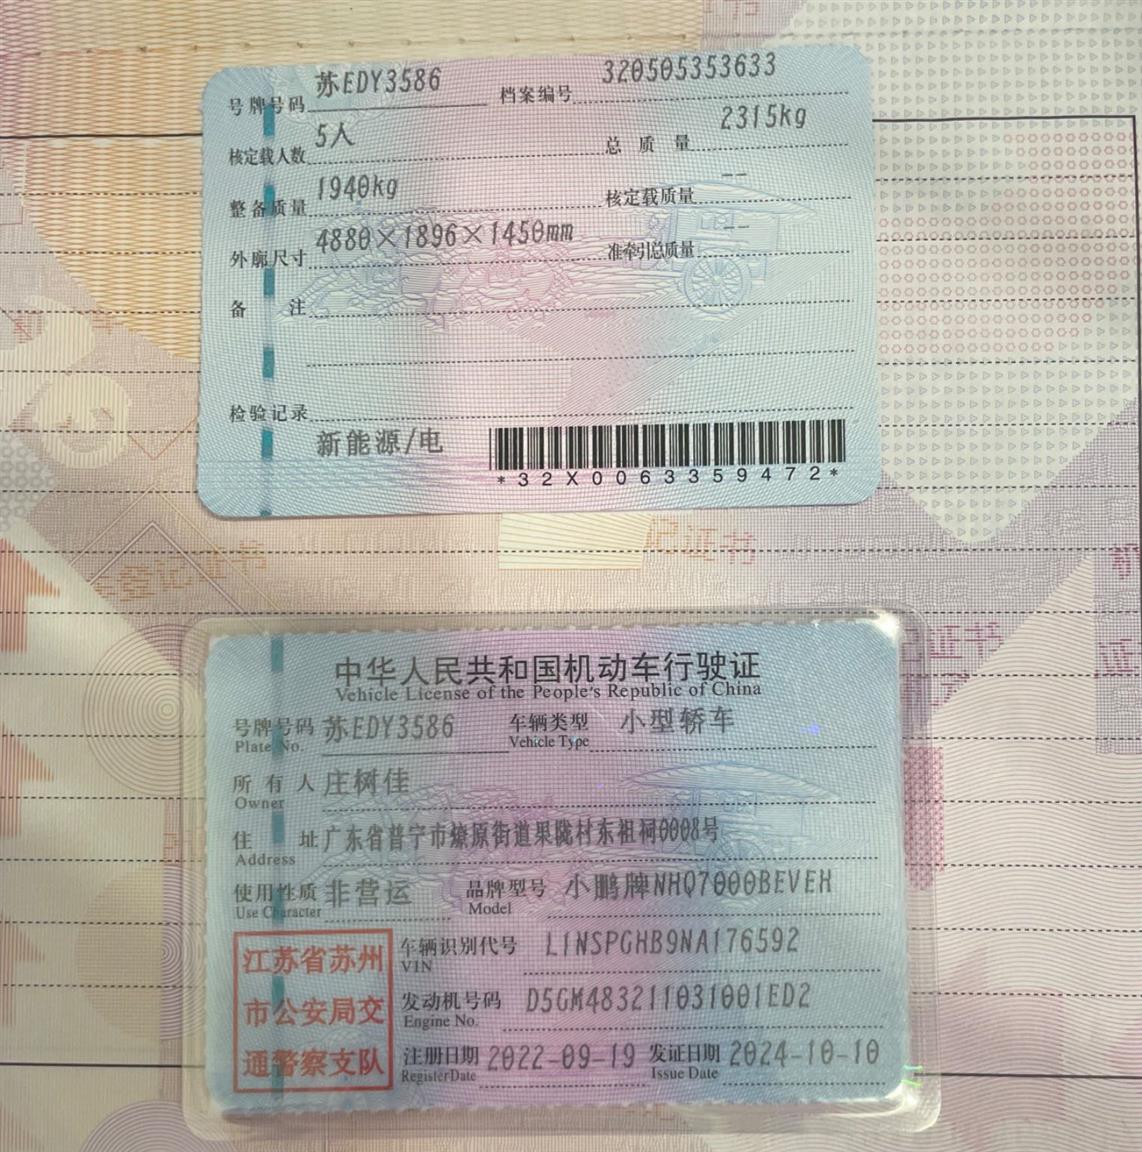 号牌号码 苏EDY3586 档案编号 320505353633
核定载人数 5人 总质量 2315kg
整备质量 1940kg 核定载质量 --
外廓尺寸 4880×1896×1450mm 准牵引总质量 --
备注
检验记录
新能源/电
*32X0063359472*
记证书
车登记证书
中华人民共和国机动车行驶证
Vehicle License of the People's Republic of China
号牌号码 苏EDY3586 车辆类型 小型轿车
Plate No. Vehicle Type
所有人 庄树佳
Owner
住址 广东省普宁市燎原街道果陇村东祖祠0008号
Address
使用性质 非营运 品牌型号 小鹏牌NHQ7000BEVEH
Use Character Model
江苏省苏州
市公安局交
通警察支队
车辆识别代号 L1NSPGHB9NA176592
VIN
发动机号码 D5GM483211031001ED2
Engine No.
注册日期 2022-09-19 发证日期 2024-10-10
Register Date Issue Date